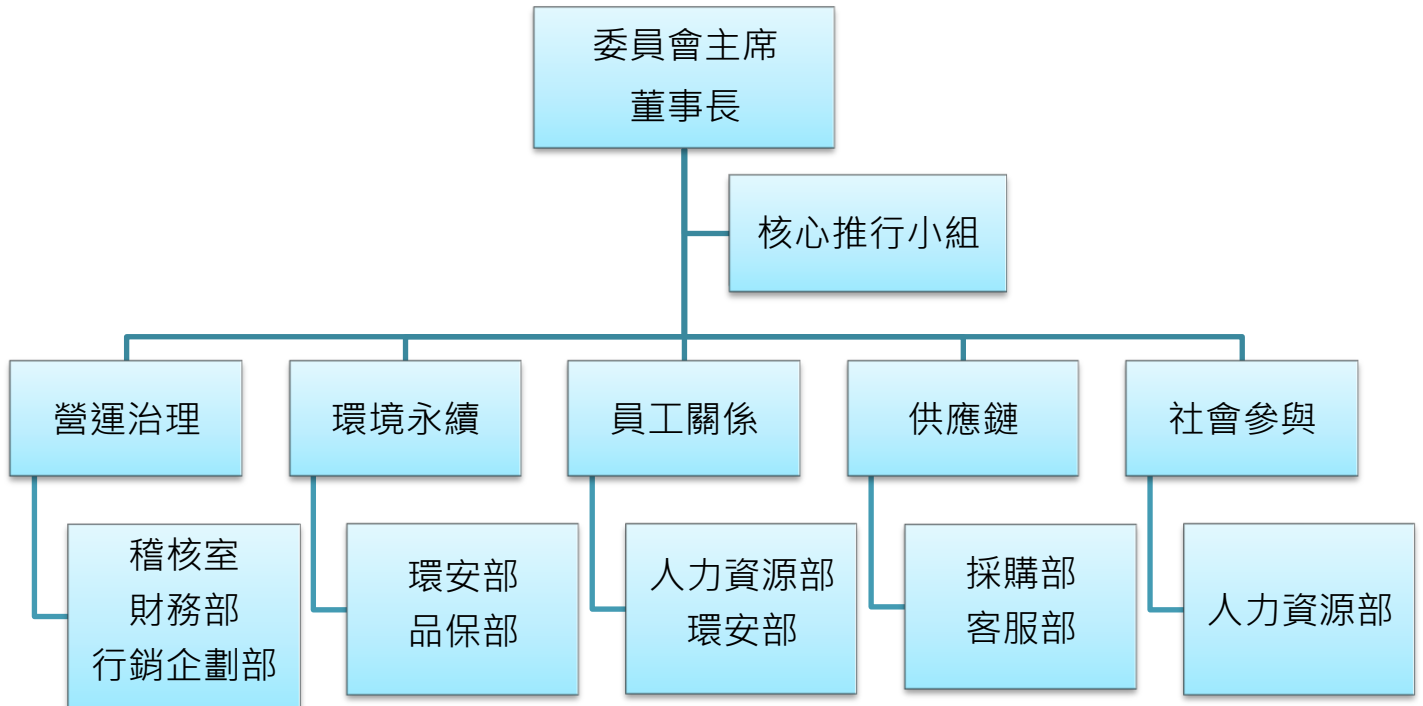 委員會主席
董事長
核心推行小組
營運治理
環境永續
員工關係
供應鏈
社會參與
稽核室
財務部
行銷企劃部
環安部
品保部
人力資源部
環安部
採購部
客服部
人力資源部